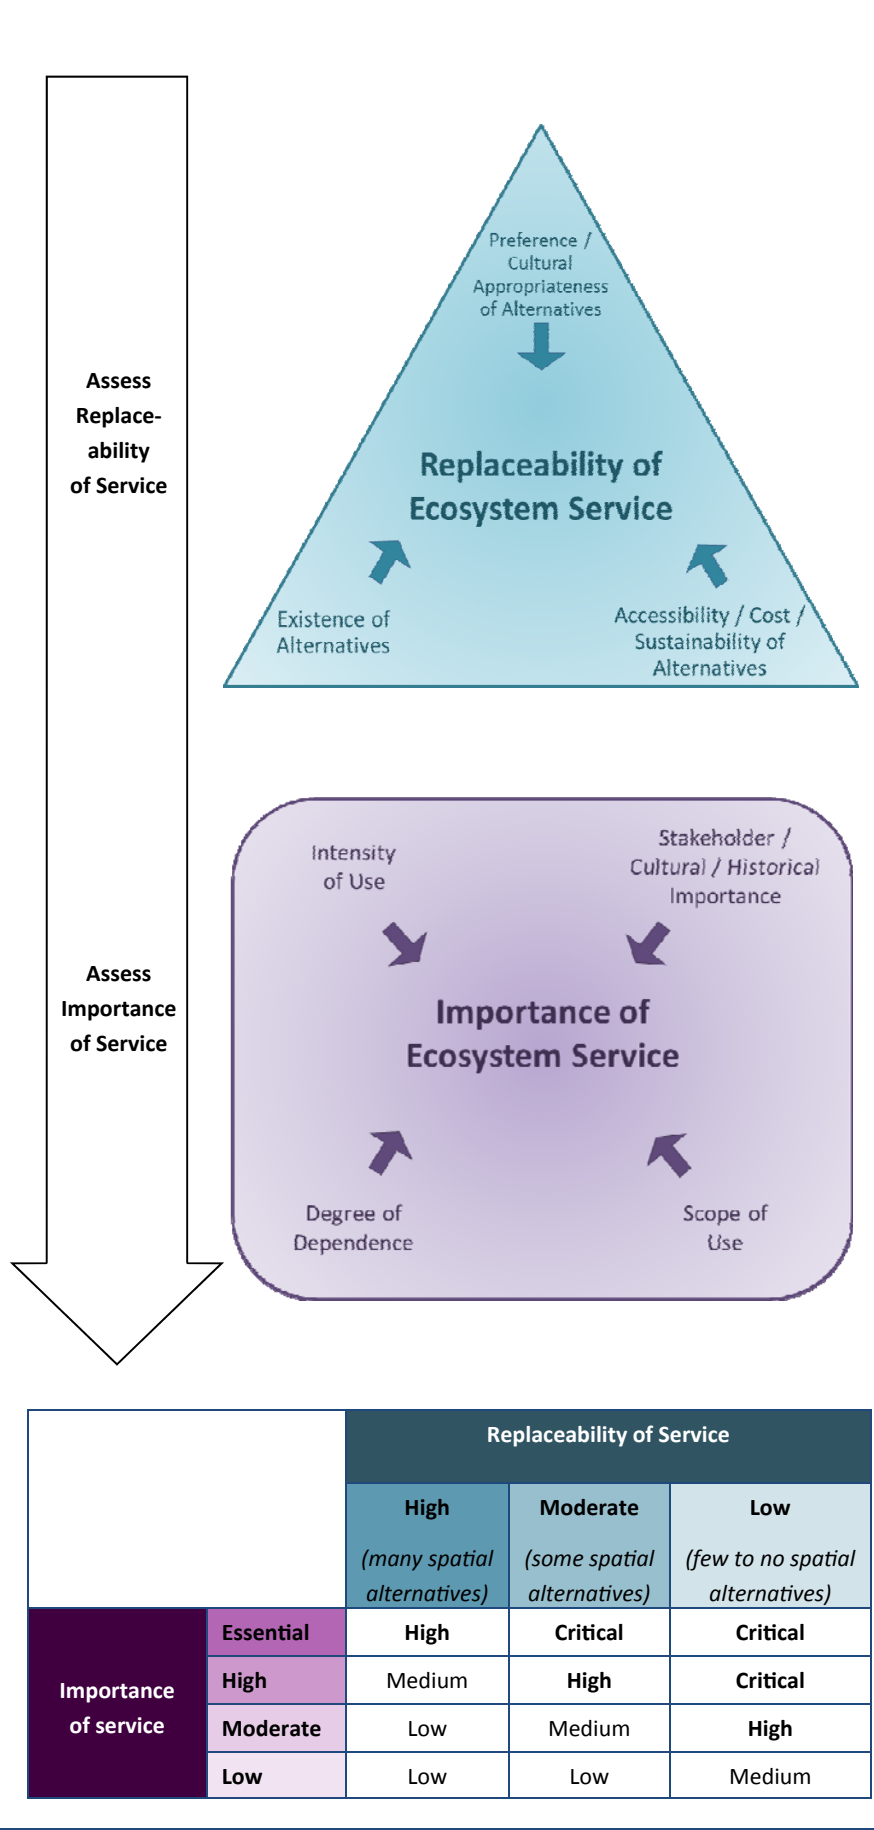 Assess
Replace-
ability
of Service
Preference /
Cultural
Appropriateness
of Alternatives
Replaceability of
Ecosystem Service
Existence of
Alternatives
Accessibility / Cost /
Sustainability of
Alternatives
Assess
Importance
of Service
Intensity
of Use
Stakeholder /
Cultural / Historical
Importance
Importance of
Ecosystem Service
Degree of
Dependence
Scope of
Use
Replaceability of Service
High
(many spatial
alternatives)
Moderate
(some spatial
alternatives)
Low
(few to no spatial
alternatives)
Importance
of service
Essential High Critical Critical
High Medium High Critical
Moderate Low Medium High
Low Low Low Medium